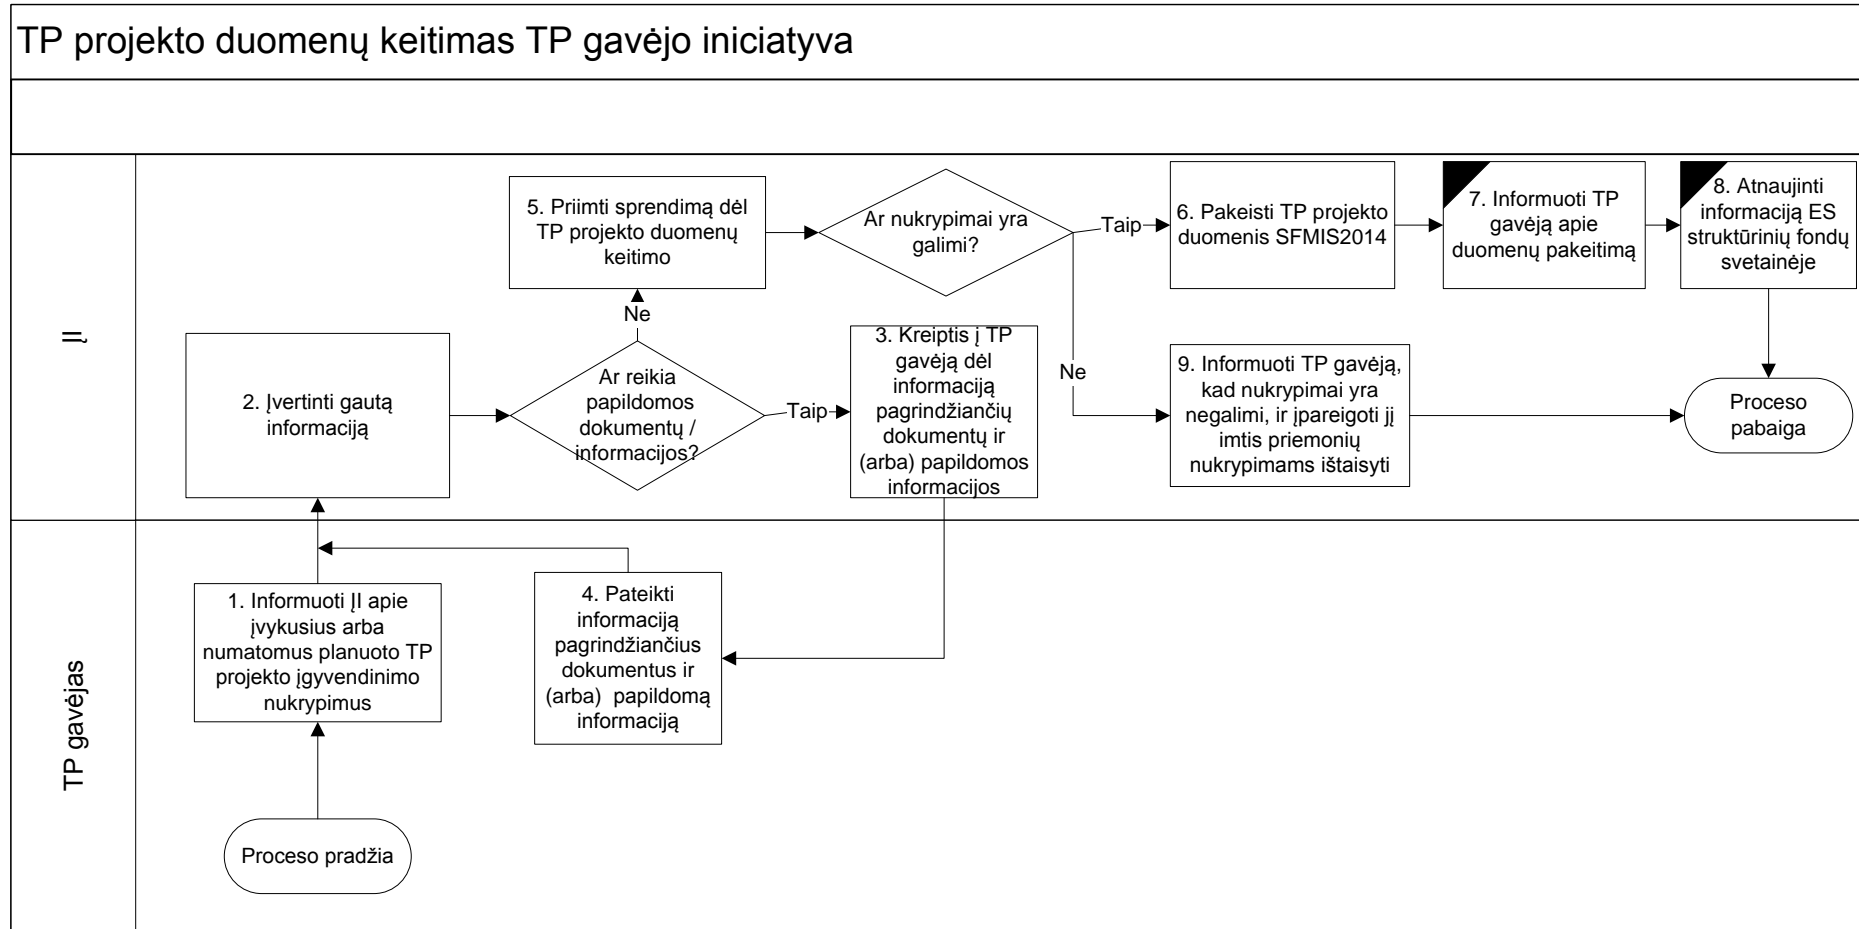 TP projekto duomenų keitimas TP gavėjo iniciatyva
ĮĮ
5. Priimti sprendimą dėl
TP projekto duomenų
keitimo
Ar nukrypimai yra
galimi?
Taip
6. Pakeisti TP projekto
duomenis SFMIS2014
7. Informuoti TP
gavėją apie
duomenų pakeitimą
8. Atnaujinti
informaciją ES
struktūrinių fondų
svetainėje
Ne
2. Įvertinti gautą
informaciją
Ar reikia
papildomos
dokumentų /
informacijos?
Taip
3. Kreiptis į TP
gavėją dėl
informaciją
pagrindžiančių
dokumentų ir
(arba) papildomos
informacijos
Ne
9. Informuoti TP gavėją,
kad nukrypimai yra
negalimi, ir įpareigoti jį
imtis priemonių
nukrypimams ištaisyti
Proceso
pabaiga
TP gavėjas
1. Informuoti ĮI apie
įvykusius arba
numatomus planuoto TP
projekto įgyvendinimo
nukrypimus
4. Pateikti
informaciją
pagrindžiančius
dokumentus ir
(arba) papildomą
informaciją
Proceso pradžia